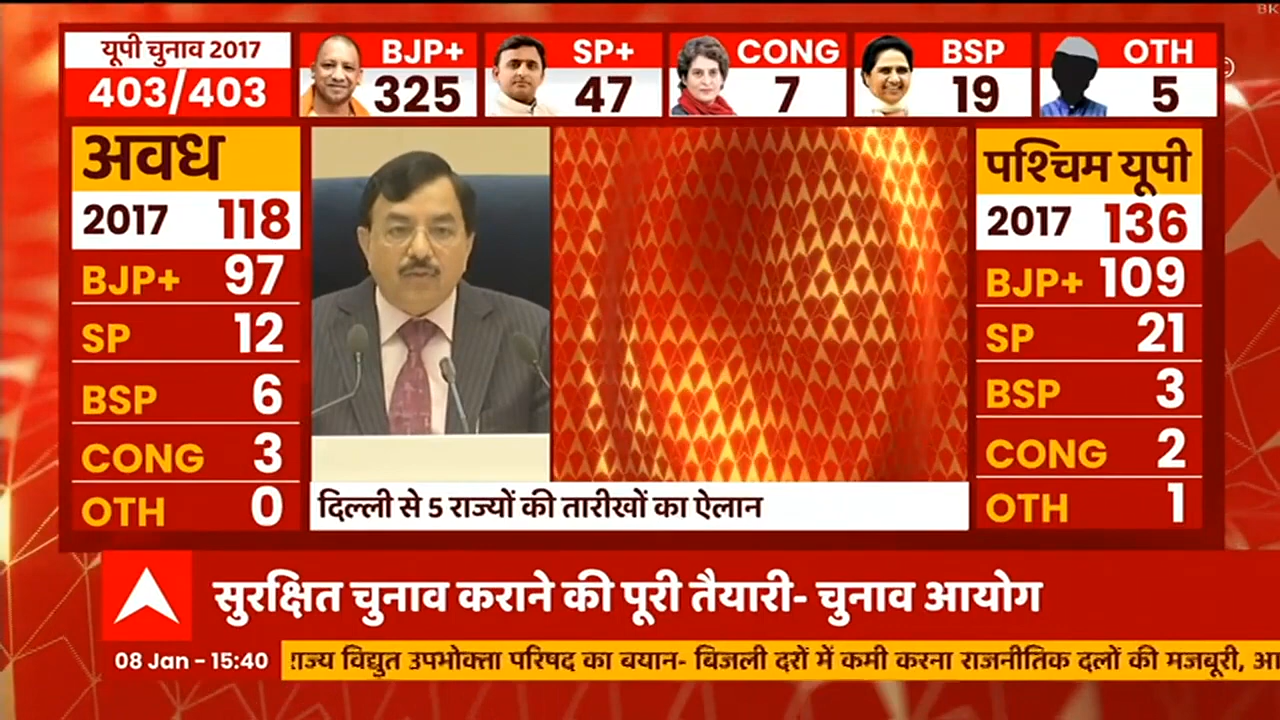 BK
यूपी चुनाव 2017
403/403
BJP+
325
SP+
47
CONG
7
BSP
19
OTH
5
अवध
2017 118
BJP+ 97
SP 12
BSP 6
CONG 3
OTH 0
पश्चिम यूपी
2017 136
BJP+ 109
SP 21
BSP 3
CONG 2
OTH 1
दिल्ली से 5 राज्यों की तारीखों का ऐलान
सुरक्षित चुनाव कराने की पूरी तैयारी- चुनाव आयोग
08 Jan - 15:40
राज्य विद्युत उपभोक्ता परिषद का बयान- बिजली दरों में कमी करना राजनीतिक दलों की मजबूरी,